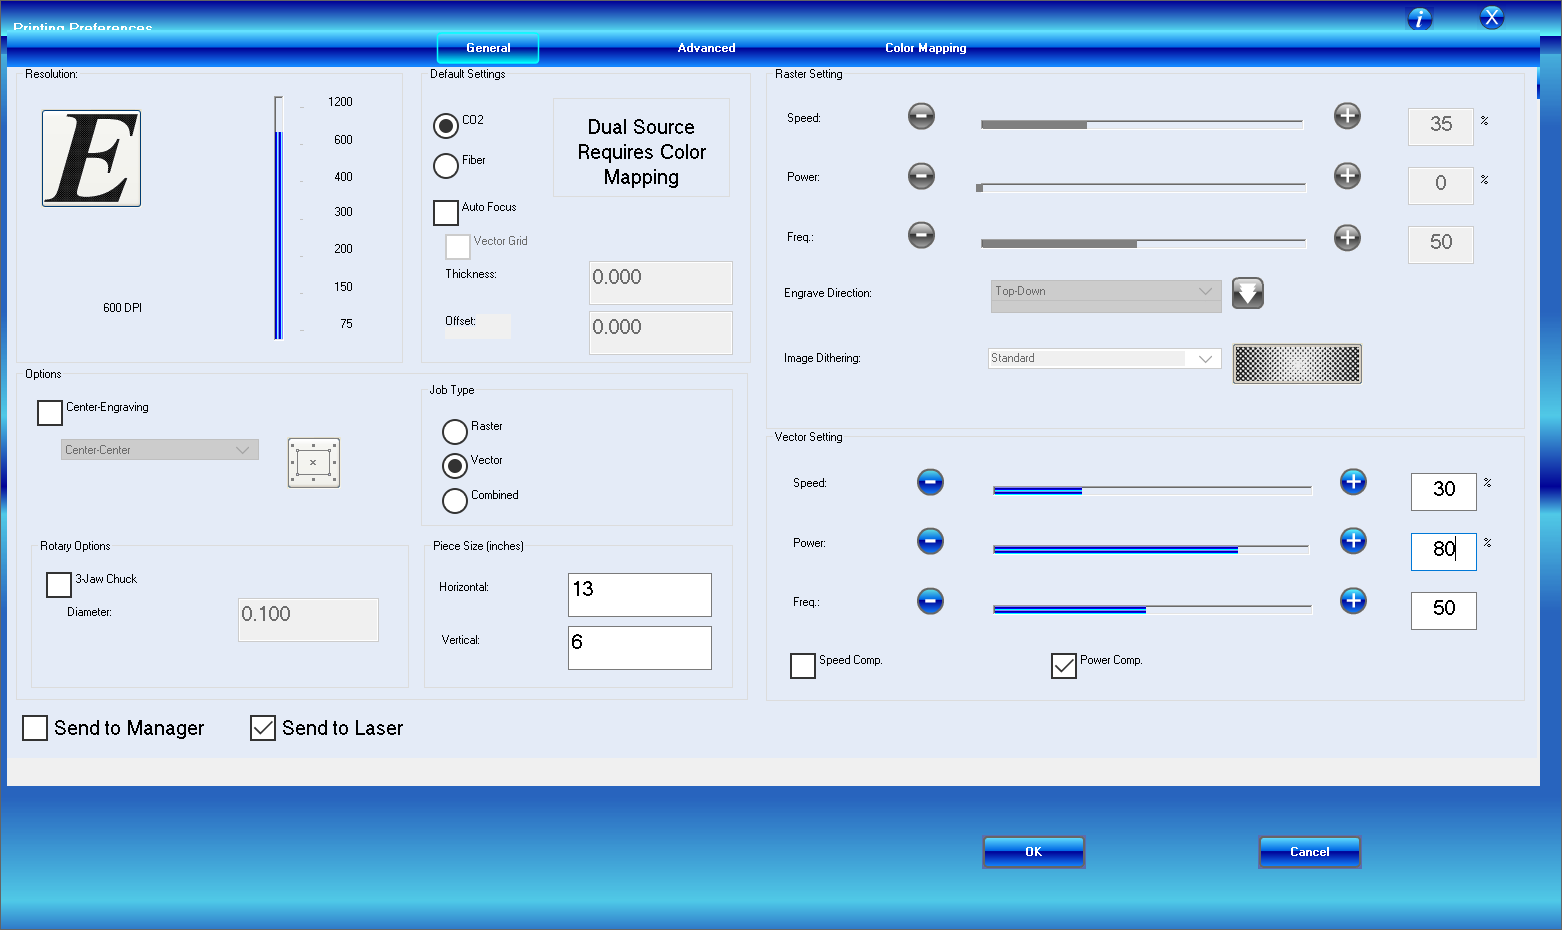 Printing Preferences
i
X
General
Advanced
Color Mapping
Resolution:
E
1200
600
400
300
200
150
75
600 DPI
Default Settings
CO2
Fiber
Dual Source
Requires Color
Mapping
Auto Focus
Vector Grid
Thickness:
0.000
Offset:
0.000
Raster Setting
Speed:
35
%
Power:
0
%
Freq.:
50
Engrave Direction:
Top-Down
Image Dithering:
Standard
Options
Center-Engraving
Center-Center
Job Type
Raster
Vector
Combined
Rotary Options
3-Jaw Chuck
Diameter:
0.100
Piece Size (inches)
Horizontal:
13
Vertical:
6
Vector Setting
Speed:
30
%
Power:
80
%
Freq.:
50
Speed Comp.
Power Comp.
Send to Manager
Send to Laser
OK
Cancel